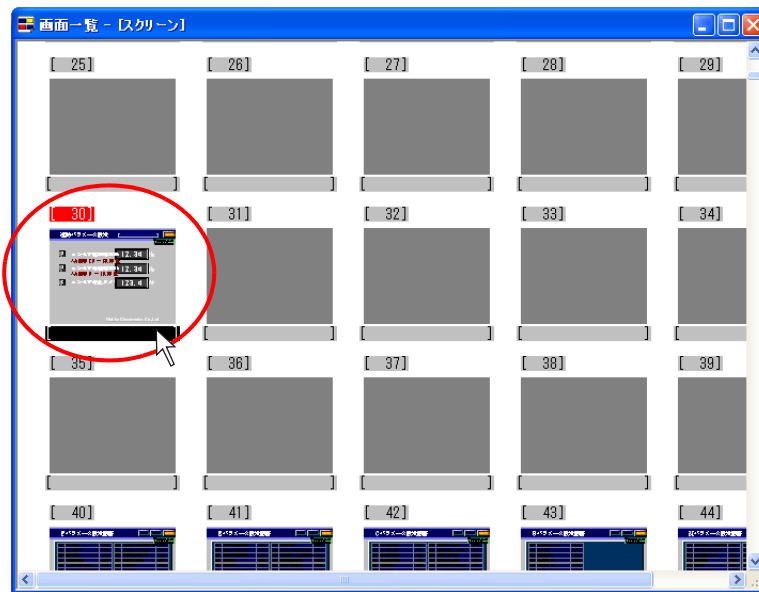 画面一覧 - [スクリーン]
[ 25] [ 26] [ 27] [ 28] [ 29]
[ ] [ ] [ ] [ ] [
[ 30] [ 31] [ 32] [ 33] [ 34]
12.34
12.34
123.4
[ ] [ ] [ ] [ ] [
[ 35] [ 36] [ 37] [ 38] [ 39]
[ ] [ ] [ ] [ ] [
[ 40] [ 41] [ 42] [ 43] [ 44]